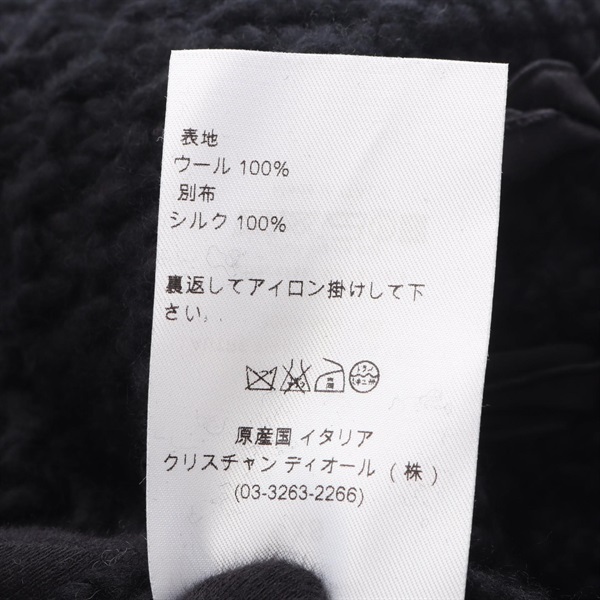 表地
ウール 100%
別布
シルク 100%
裏返してアイロン掛けして下
さい。
原産国 イタリア
クリスチャン ディオール （株）
(03-3263-2266)